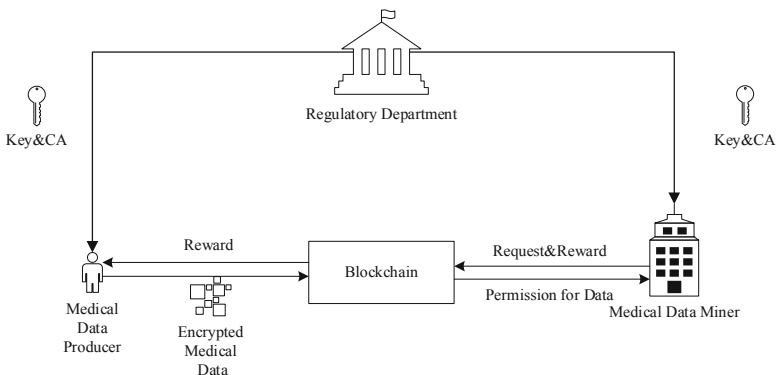 Regulatory Department
Key&CA
Key&CA
Reward
Request&Reward
Blockchain
Permission for Data
Medical
Data
Producer
Encrypted
Medical
Data
Medical Data Miner